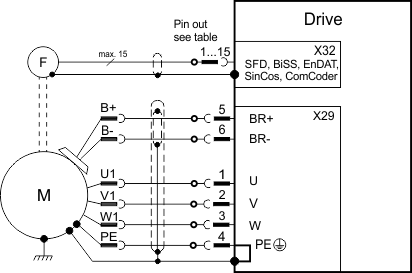 Pin out
see table
Drive
F
max. 15
1...15
X32
SFD, BiSS, EnDAT,
SinCos, ComCoder
B+
5
BR+
X29
B-
6
BR-
M
U1
1
U
V1
2
V
W1
3
W
PE
4
PE